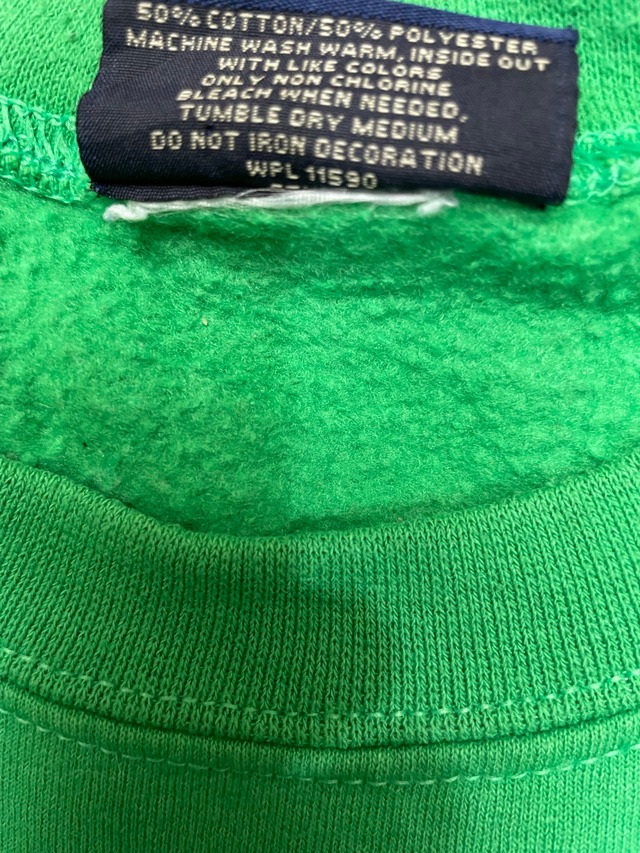 50% COTTON/50% POLYESTER
MACHINE WASH WARM, INSIDE OUT
WITH LIKE COLORS
ONLY NON CHLORINE
BLEACH WHEN NEEDED.
TUMBLE DRY MEDIUM
DO NOT IRON DECORATION
WPL 11590